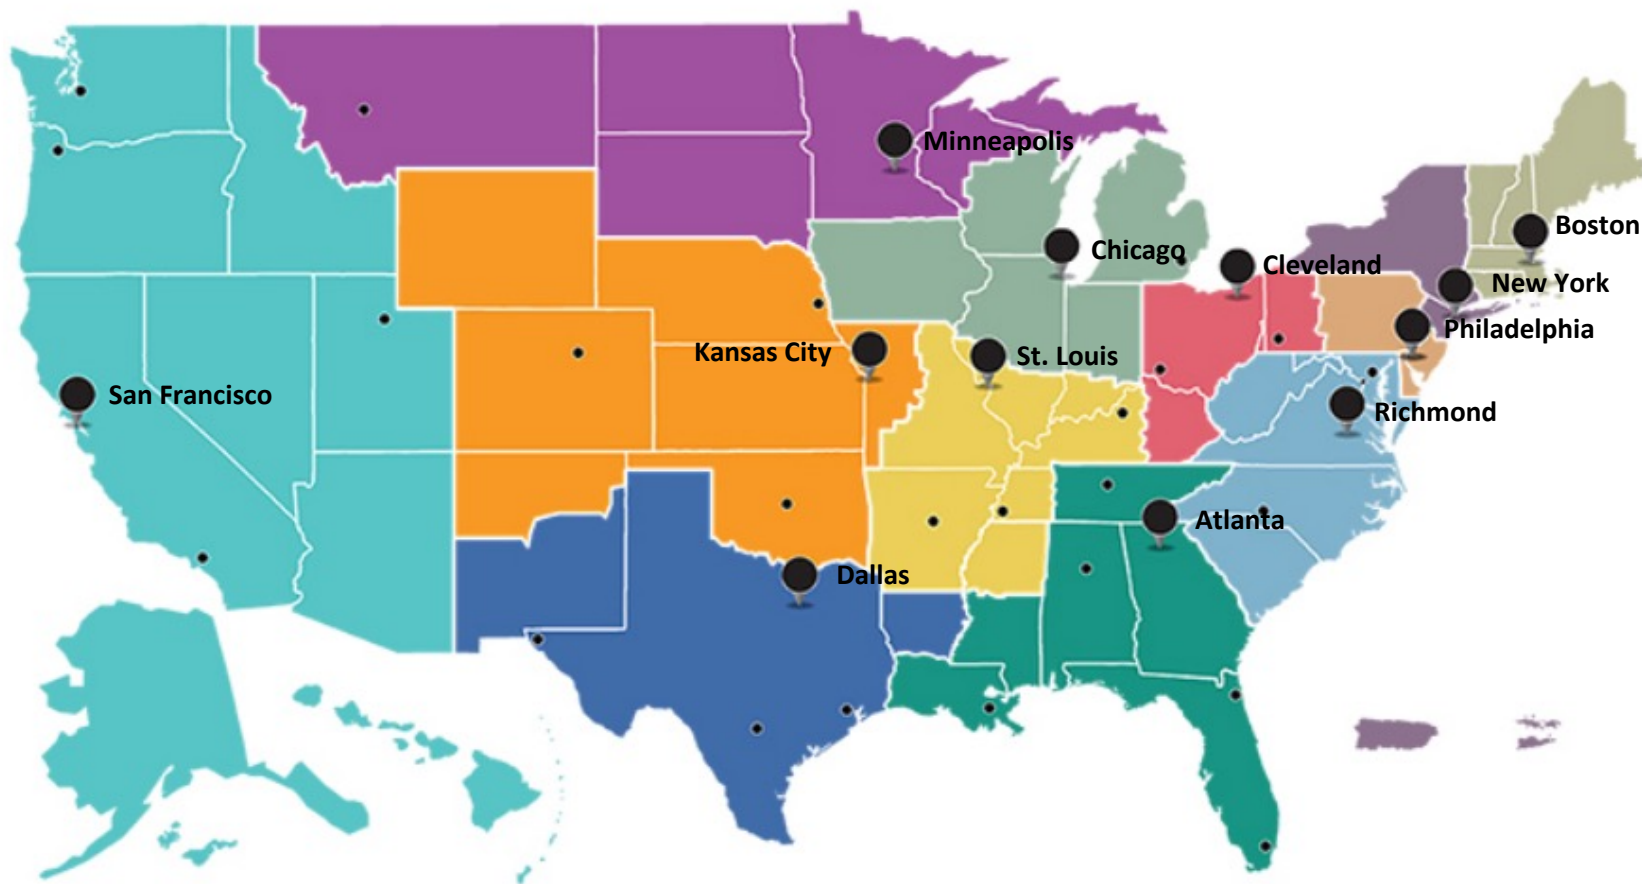 Minneapolis
Boston
Chicago
Cleveland
New York
Philadelphia
Kansas City
St. Louis
San Francisco
Richmond
Atlanta
Dallas